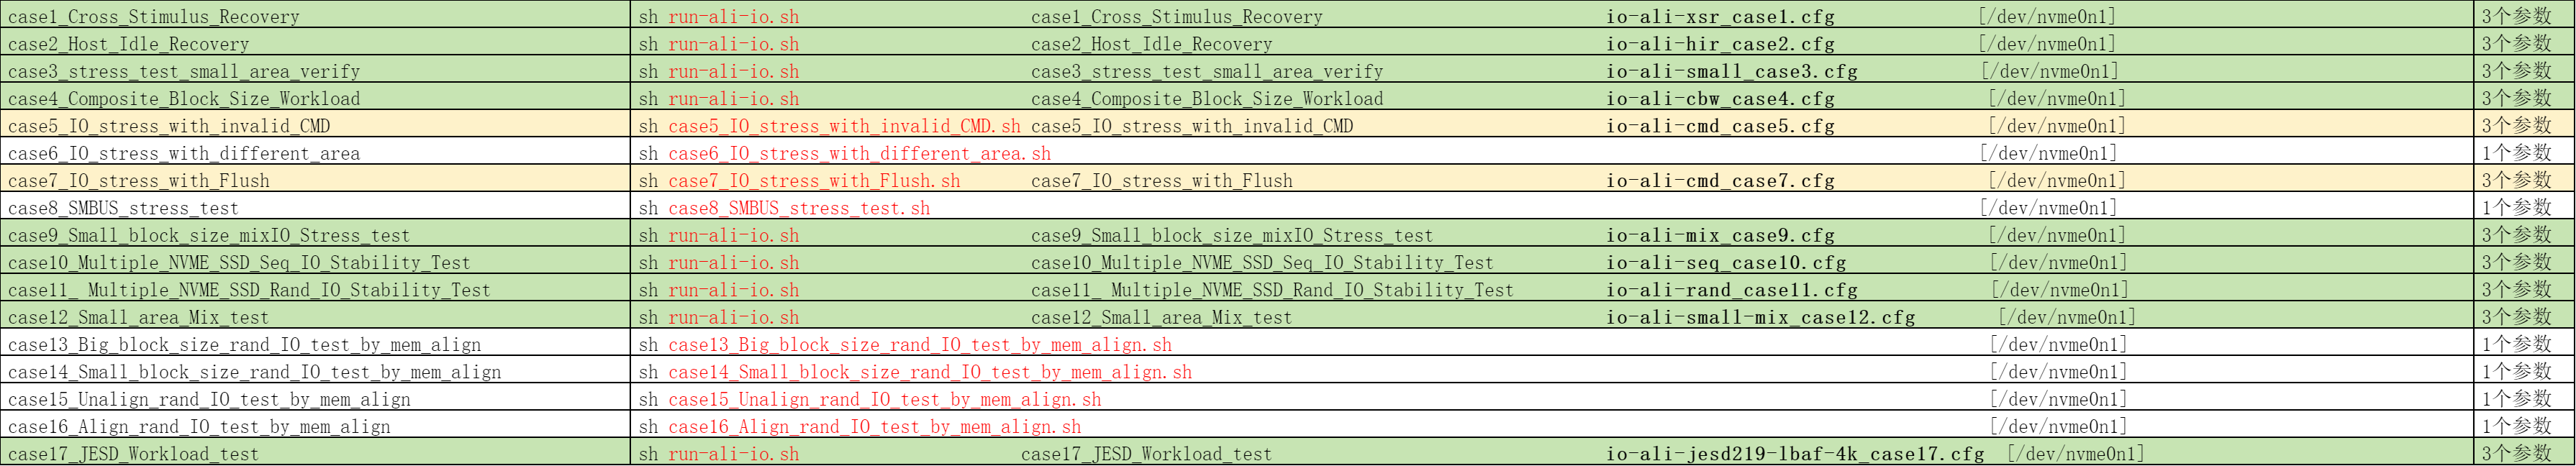 case1_Cross_Stimulus_Recovery sh run-ali-io.sh case1_Cross_Stimulus_Recovery io-ali-xsr_case1.cfg [/dev/nvme0n1] 3个参数
case2_Host_Idle_Recovery sh run-ali-io.sh case2_Host_Idle_Recovery io-ali-hir_case2.cfg [/dev/nvme0n1] 3个参数
case3_stress_test_small_area_verify sh run-ali-io.sh case3_stress_test_small_area_verify io-ali-small_case3.cfg [/dev/nvme0n1] 3个参数
case4_Composite_Block_Size_Workload sh run-ali-io.sh case4_Composite_Block_Size_Workload io-ali-cbw_case4.cfg [/dev/nvme0n1] 3个参数
case5_IO_stress_with_invalid_CMD sh case5_IO_stress_with_invalid_CMD.sh case5_IO_stress_with_invalid_CMD io-ali-cmd_case5.cfg [/dev/nvme0n1] 3个参数
case6_IO_stress_with_different_area sh case6_IO_stress_with_different_area.sh [/dev/nvme0n1] 1个参数
case7_IO_stress_with_Flush sh case7_IO_stress_with_Flush.sh case7_IO_stress_with_Flush io-ali-cmd_case7.cfg [/dev/nvme0n1] 3个参数
case8_SMBUS_stress_test sh case8_SMBUS_stress_test.sh [/dev/nvme0n1] 1个参数
case9_Small_block_size_mixIO_Stress_test sh run-ali-io.sh case9_Small_block_size_mixIO_Stress_test io-ali-mix_case9.cfg [/dev/nvme0n1] 3个参数
case10_Multiple_NVME_SSD_Seq_IO_Stability_Test sh run-ali-io.sh case10_Multiple_NVME_SSD_Seq_IO_Stability_Test io-ali-seq_case10.cfg [/dev/nvme0n1] 3个参数
case11_ Multiple_NVME_SSD_Rand_IO_Stability_Test sh run-ali-io.sh case11_ Multiple_NVME_SSD_Rand_IO_Stability_Test io-ali-rand_case11.cfg [/dev/nvme0n1] 3个参数
case12_Small_area_Mix_test sh run-ali-io.sh case12_Small_area_Mix_test io-ali-small-mix_case12.cfg [/dev/nvme0n1] 3个参数
case13_Big_block_size_rand_IO_test_by_mem_align sh case13_Big_block_size_rand_IO_test_by_mem_align.sh [/dev/nvme0n1] 1个参数
case14_Small_block_size_rand_IO_test_by_mem_align sh case14_Small_block_size_rand_IO_test_by_mem_align.sh [/dev/nvme0n1] 1个参数
case15_Unalign_rand_IO_test_by_mem_align sh case15_Unalign_rand_IO_test_by_mem_align.sh [/dev/nvme0n1] 1个参数
case16_Align_rand_IO_test_by_mem_align sh case16_Align_rand_IO_test_by_mem_align.sh [/dev/nvme0n1] 1个参数
case17_JESD_Workload_test sh run-ali-io.sh case17_JESD_Workload_test io-ali-jesd219-lbaf-4k_case17.cfg [/dev/nvme0n1] 3个参数